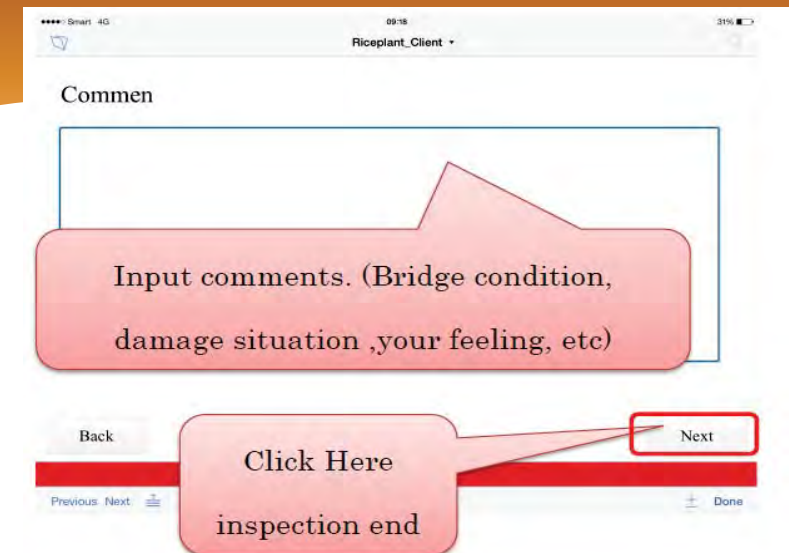 Smart 4G 09:18 31%
Riceplant_Client
Commen
Input comments. (Bridge condition,
damage situation ,your feeling, etc)
Back
Next
Click Here
inspection end
Previous Next
Done